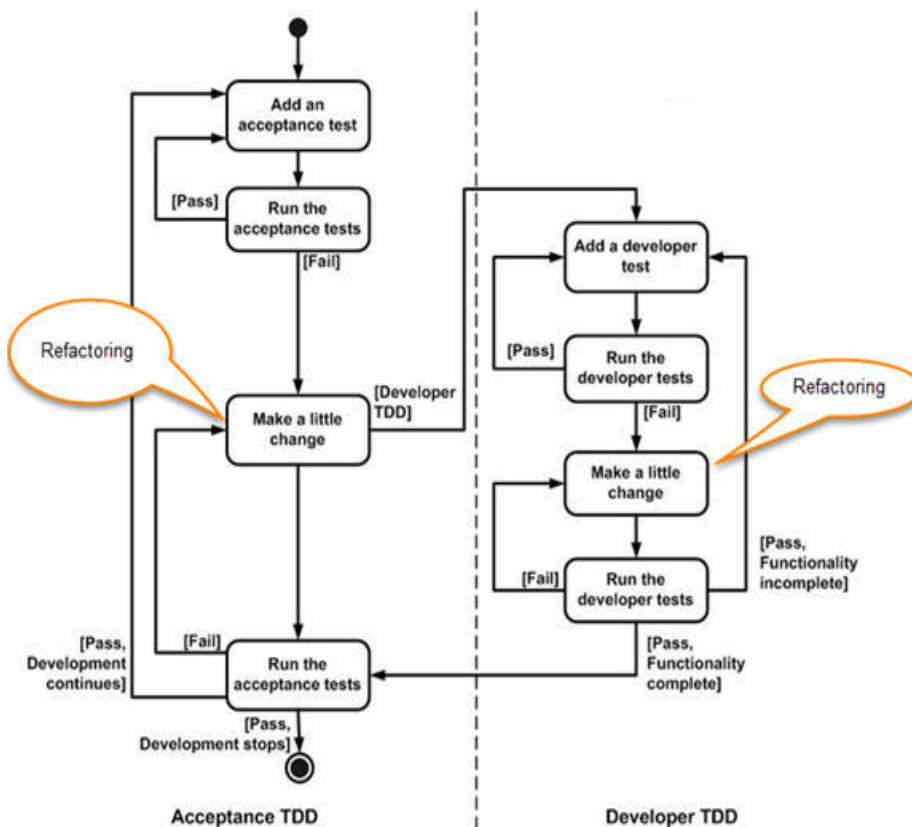 Add an
acceptance test
[Pass]
Run the
acceptance tests
[Fail]
Refactoring
Make a little
change
[Developer
TDD]
[Fail]
[Pass,
Development
continues]
Run the
acceptance tests
[Pass,
Development stops]
Acceptance TDD
Add a developer
test
[Pass]
Run the
developer tests
[Fail]
Refactoring
Make a little
change
[Fail]
Run the
developer tests
[Pass,
Functionality
incomplete]
[Pass,
Functionality
complete]
Developer TDD